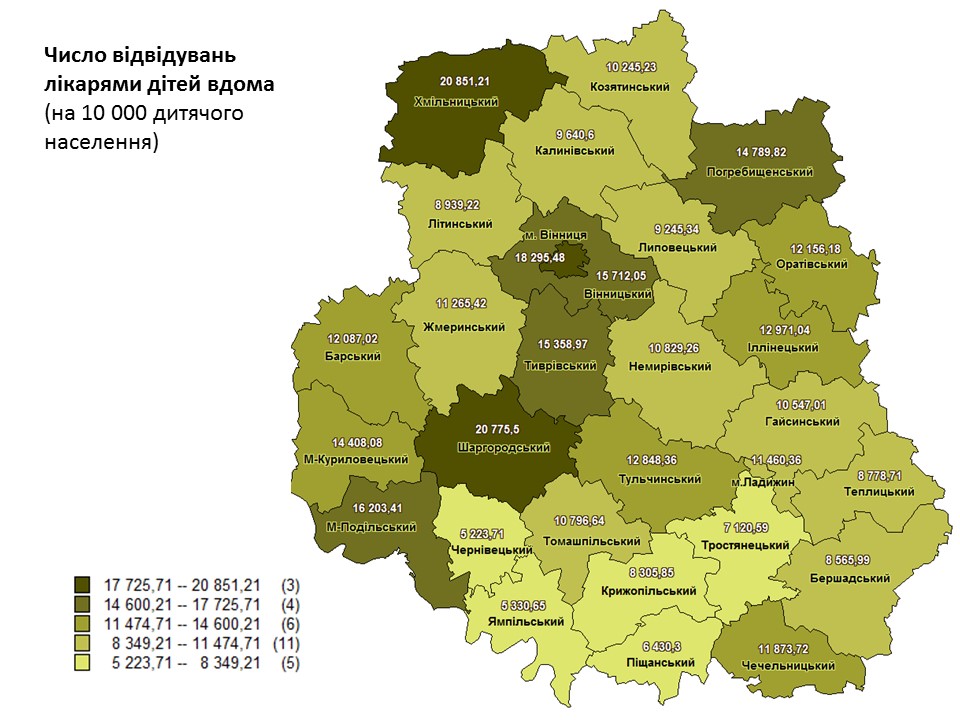 Число відвідувань
лікарями дітей вдома
(на 10 000 дитячого
населення)
20 851,21
Хмільницький
10 245,23
Козятинський
9 640,6
Калинівський
14 789,82
Погребищенський
8 939,22
Літинський
м. Вінниця
18 295,48
15 712,05
Вінницький
9 245,34
Липовецький
12 156,18
Оратівський
11 265,42
Жмеринський
12 087,02
Барський
15 358,97
Тиврівський
10 829,26
Немирівський
12 971,04
Іллінецький
10 547,01
Гайсинський
20 775,5
Шаргородський
14 408,08
М-Куриловецький
12 848,36
Тульчинський
11 460,36
м.Ладижин
8 778,71
Теплицький
16 203,41
М-Подільський
5 223,71
Чернівецький
10 796,64
Томашпільський
7 120,59
Тростянецький
8 565,99
Бершадський
8 305,85
Крижопільський
5 330,65
Ямпільський
6 430,3
Піщанський
11 873,72
Чечельницький
17 725,71 -- 20 851,21 (3)
14 600,21 -- 17 725,71 (4)
11 474,71 -- 14 600,21 (6)
8 349,21 -- 11 474,71 (11)
5 223,71 -- 8 349,21 (5)